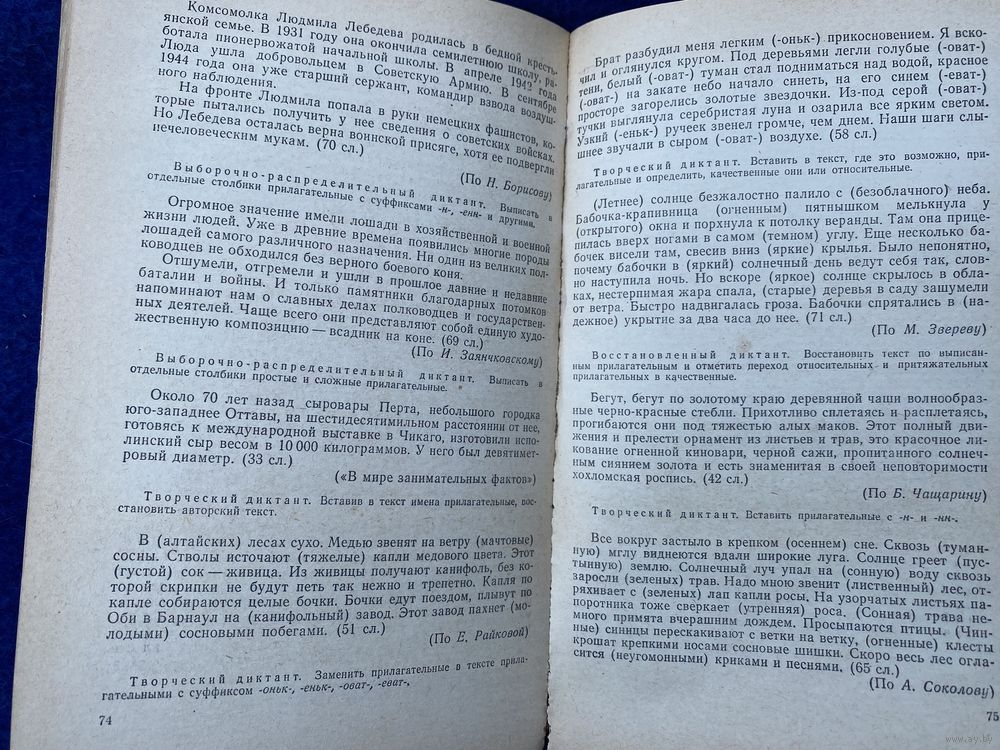 Комсомолка Людмила Лебедева родилась в бедной кресть-
янской семье. В 1931 году она окончила семилетнюю школу, ра-
ботала пионервожатой начальной школы. В апреле 1942 года
Люда ушла добровольцем в Советскую Армию. В сентябре
1944 года она уже старший сержант, командир взвода воздуш-
ного наблюдения.
На фронте Людмила попала в руки немецких фашистов, ко-
торые пытались получить у нее сведения о советских войсках.
Но Лебедева осталась верна воинской присяге, хотя ее подвергли
нечеловеческим мукам. (70 сл.)
(По Н. Борисову)
Выборочно-распределительный диктант. Выписать в
отдельные столбики прилагательные с суффиксами -н-, -енн- и другими.
Огромное значение имели лошади в хозяйственной и военной
жизни людей. Уже в древние времена появились многие породы
лошадей самого различного назначения. Ни один из великих пол-
ководцев не обходился без верного боевого коня.
Отшумели, отгремели и ушли в прошлое давние и недавние
баталии и войны. И только памятники благодарных потомков
напоминают нам о славных делах полководцев и государствен-
ных деятелей. Чаще всего они представляют собой единую худо-
жественную композицию — всадник на коне. (69 сл.)
(По И. Заянчковскому)
Выборочно-распределительный диктант. Выписать в
отдельные столбики простые и сложные прилагательные.
Около 70 лет назад сыровары Перта, небольшого городка
юго-западнее Оттавы, на шестидесятимильном расстоянии от нее,
готовясь к международной выставке в Чикаго, изготовили испо-
линский сыр весом в 10 000 килограммов. У него был девятимет-
ровый диаметр. (33 сл.)
(«В мире занимательных фактов»)
Творческий диктант. Вставив в текст имена прилагательные, вос-
становить авторский текст.
В (алтайских) лесах сухо. Медью звенят на ветру (мачтовые)
сосны. Стволы источают (тяжелые) капли медового цвета. Этот
(густой) сок — живица. Из живицы получают канифоль, без ко-
торой скрипки не будут петь так нежно и трепетно. Капля по
капле собираются целые бочки. Бочки едут поездом, плывут по
Оби в Барнаул на (канифольный) завод. Этот завод пахнет (мо-
лодыми) сосновыми побегами. (51 сл.)
(По Е. Райковой)
Творческий диктант. Заменить прилагательные в тексте прила-
гательными с суффиксом -оньк-, -еньк-, -оват-, -еват-.
74
Брат разбудил меня легким (-оньк-) прикосновением. Я вско-
чил и оглянулся кругом. Под деревьями легли голубые (-оват-)
тени, белый (-оват-) туман стал подниматься над водой, красное
(-оват-) на закате небо начало синеть, на его синем (-еват-)
просторе загорелись золотые звездочки. Из-под серой (-оват-)
тучки выглянула серебристая луна и озарила все ярким светом.
Узкий (-еньк-) ручеек звенел громче, чем днем. Наши шаги слы-
шнее звучали в сыром (-оват-) воздухе. (58 сл.)
Творческий диктант. Вставить в текст, где это возможно, при-
лагательные и определить, качественные они или относительные.
(Летнее) солнце безжалостно палило с (безоблачного) неба.
Бабочка-крапивница (огненным) пятнышком мелькнула у
(открытого) окна и порхнула к потолку веранды. Там она прице-
пилась вверх ногами в самом (темном) углу. Еще несколько ба-
бочек висели там, свесив вниз (яркие) крылья. Было непонятно,
почему бабочки в (яркий) солнечный день ведут себя так, слов-
но наступила ночь. Но вскоре (яркое) солнце скрылось в обла-
ках, нестерпимая жара спала, (старые) деревья в саду зашумели
от ветра. Быстро надвигалась гроза. Бабочки спрятались в (на-
дежное) укрытие за два часа до нее. (71 сл.)
(По М. Звереву)
Восстановленный диктант. Восстановить текст по выписан-
ным прилагательным и отметить переход относительных и притяжательных
прилагательных в качественные.
Бегут, бегут по золотому краю деревянной чаши волнообраз-
ные черно-красные стебли. Прихотливо сплетаясь и расплетаясь,
прогибаются они под тяжестью алых маков. Этот полный дви-
жения и прелести орнамент из листьев и трав, это красочное ли-
кование огненной киновари, черной сажи, пропитанного солнеч-
ным сиянием золота и есть знаменитая в своей неповторимости
хохломская роспись. (42 сл.)
(По Б. Чащарину)
Творческий диктант. Вставить прилагательные с -н- и -нн-.
Все вокруг застыло в крепком (осеннем) сне. Сквозь (туман-
ную) мглу виднеются вдали широкие луга. Солнце греет (пус-
тынную) землю. Солнечный луч упал на (сонную) воду сквозь
заросли (зеленых) трав. Надо мною звенит (лиственный) лес, от-
ряхивает с (зеленых) лап капли росы. На узорчатых листьях па-
поротника тоже сверкает (утренняя) роса. (Сонная) трава не-
много примята вчерашним дождем. Просыпаются птицы. (Чин-
ные) синицы перескакивают с ветки на ветку, (огненные) клесты
крошат крепкими носами сосновые шишки. Скоро весь лес огла-
сится (неугомонными) криками и песнями. (65 сл.)
(По А. Соколову)
75
www.ay.by